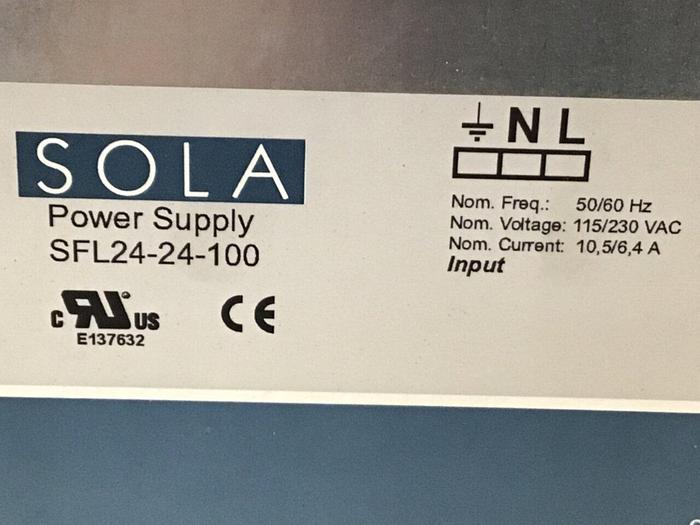 SOLA
Power Supply
SFL24-24-100
c RU US
E137632
CE
N L
Nom. Freq.: 50/60 Hz
Nom. Voltage: 115/230 VAC
Nom. Current: 10,5/6,4 A
Input